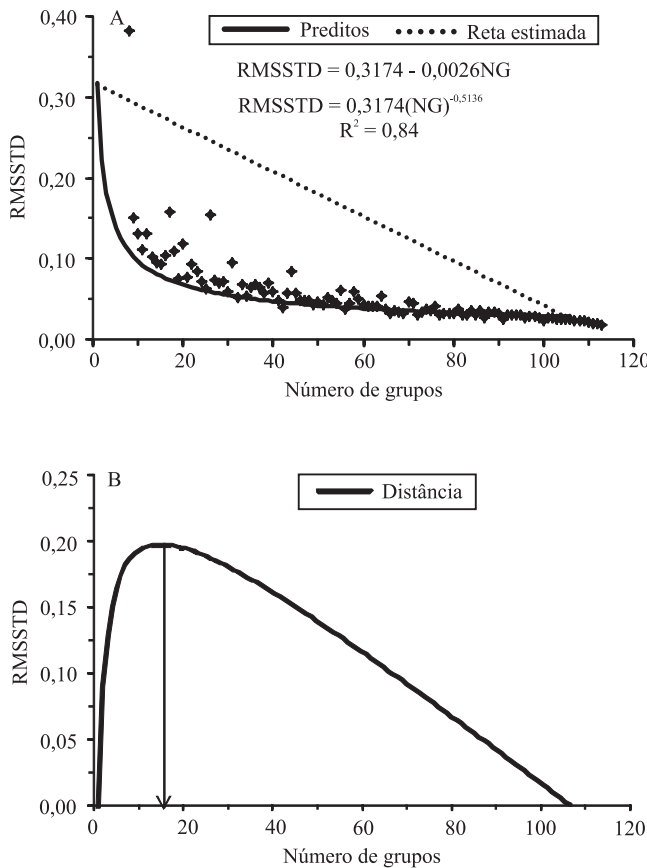 A
Preditos
Reta estimada
RMSSTD = 0,3174 - 0,0026NG
RMSSTD = 0,3174(NG)^-0,5136
R² = 0,84
RMSSTD
0,40
0,30
0,20
0,10
0,00
0 20 40 60 80 100 120
Número de grupos
B
Distância
RMSSTD
0,25
0,20
0,15
0,10
0,05
0,00
0 20 40 60 80 100 120
Número de grupos